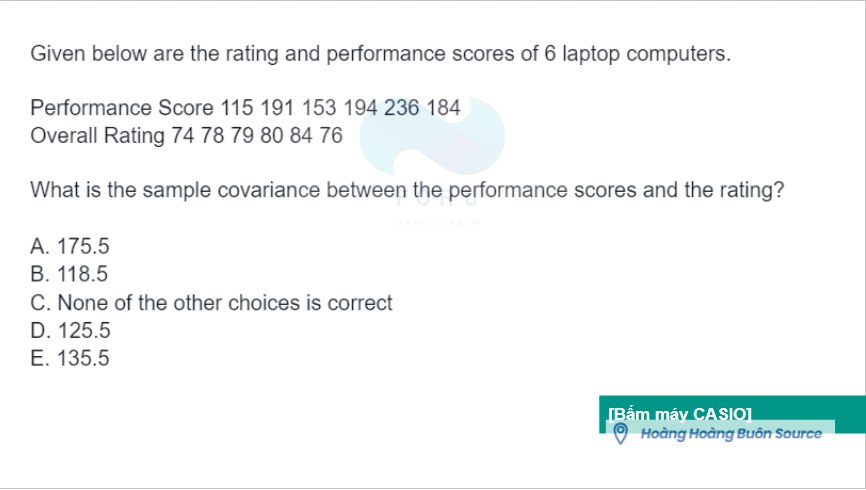 Given below are the rating and performance scores of 6 laptop computers.
Performance Score 115 191 153 194 236 184
Overall Rating 74 78 79 80 84 76
What is the sample covariance between the performance scores and the rating?
A. 175.5
B. 118.5
C. None of the other choices is correct
D. 125.5
E. 135.5
[Bấm máy CASIO]
Hoàng Hoàng Buôn Source